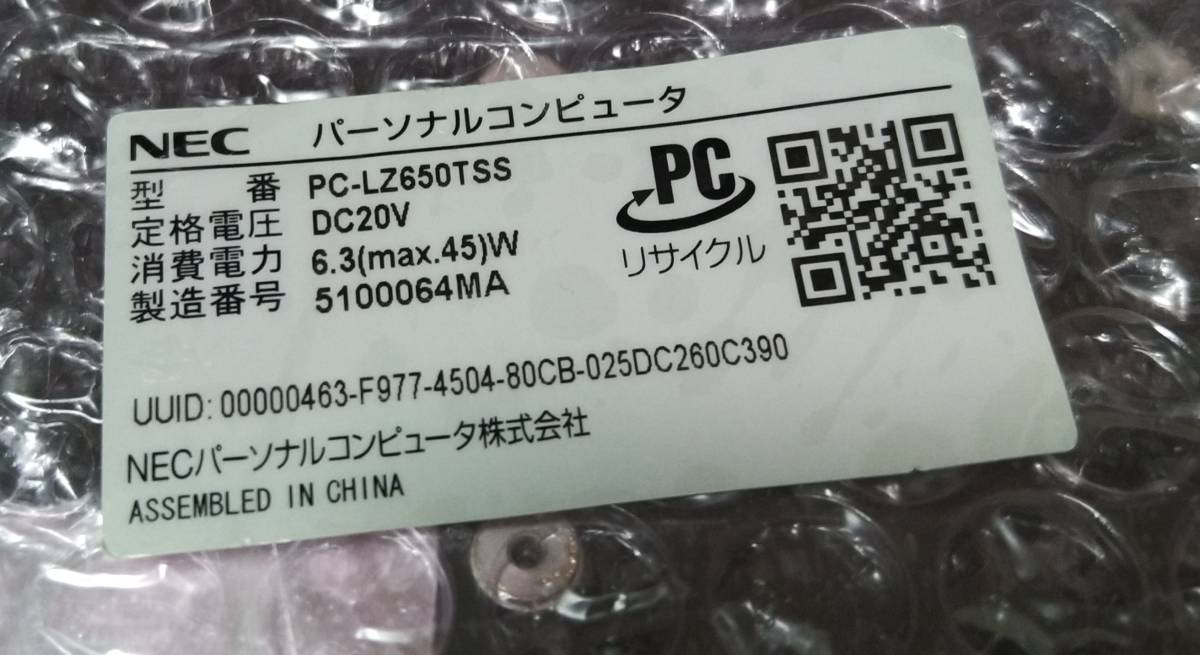 NEC パーソナルコンピュータ
型番 PC-LZ650TSS
定格電圧 DC20V
消費電力 6.3(max.45)W
製造番号 5100064MA
PC
リサイクル
UUID: 00000463-F977-4504-80CB-025DC260C390
NECパーソナルコンピュータ株式会社
ASSEMBLED IN CHINA